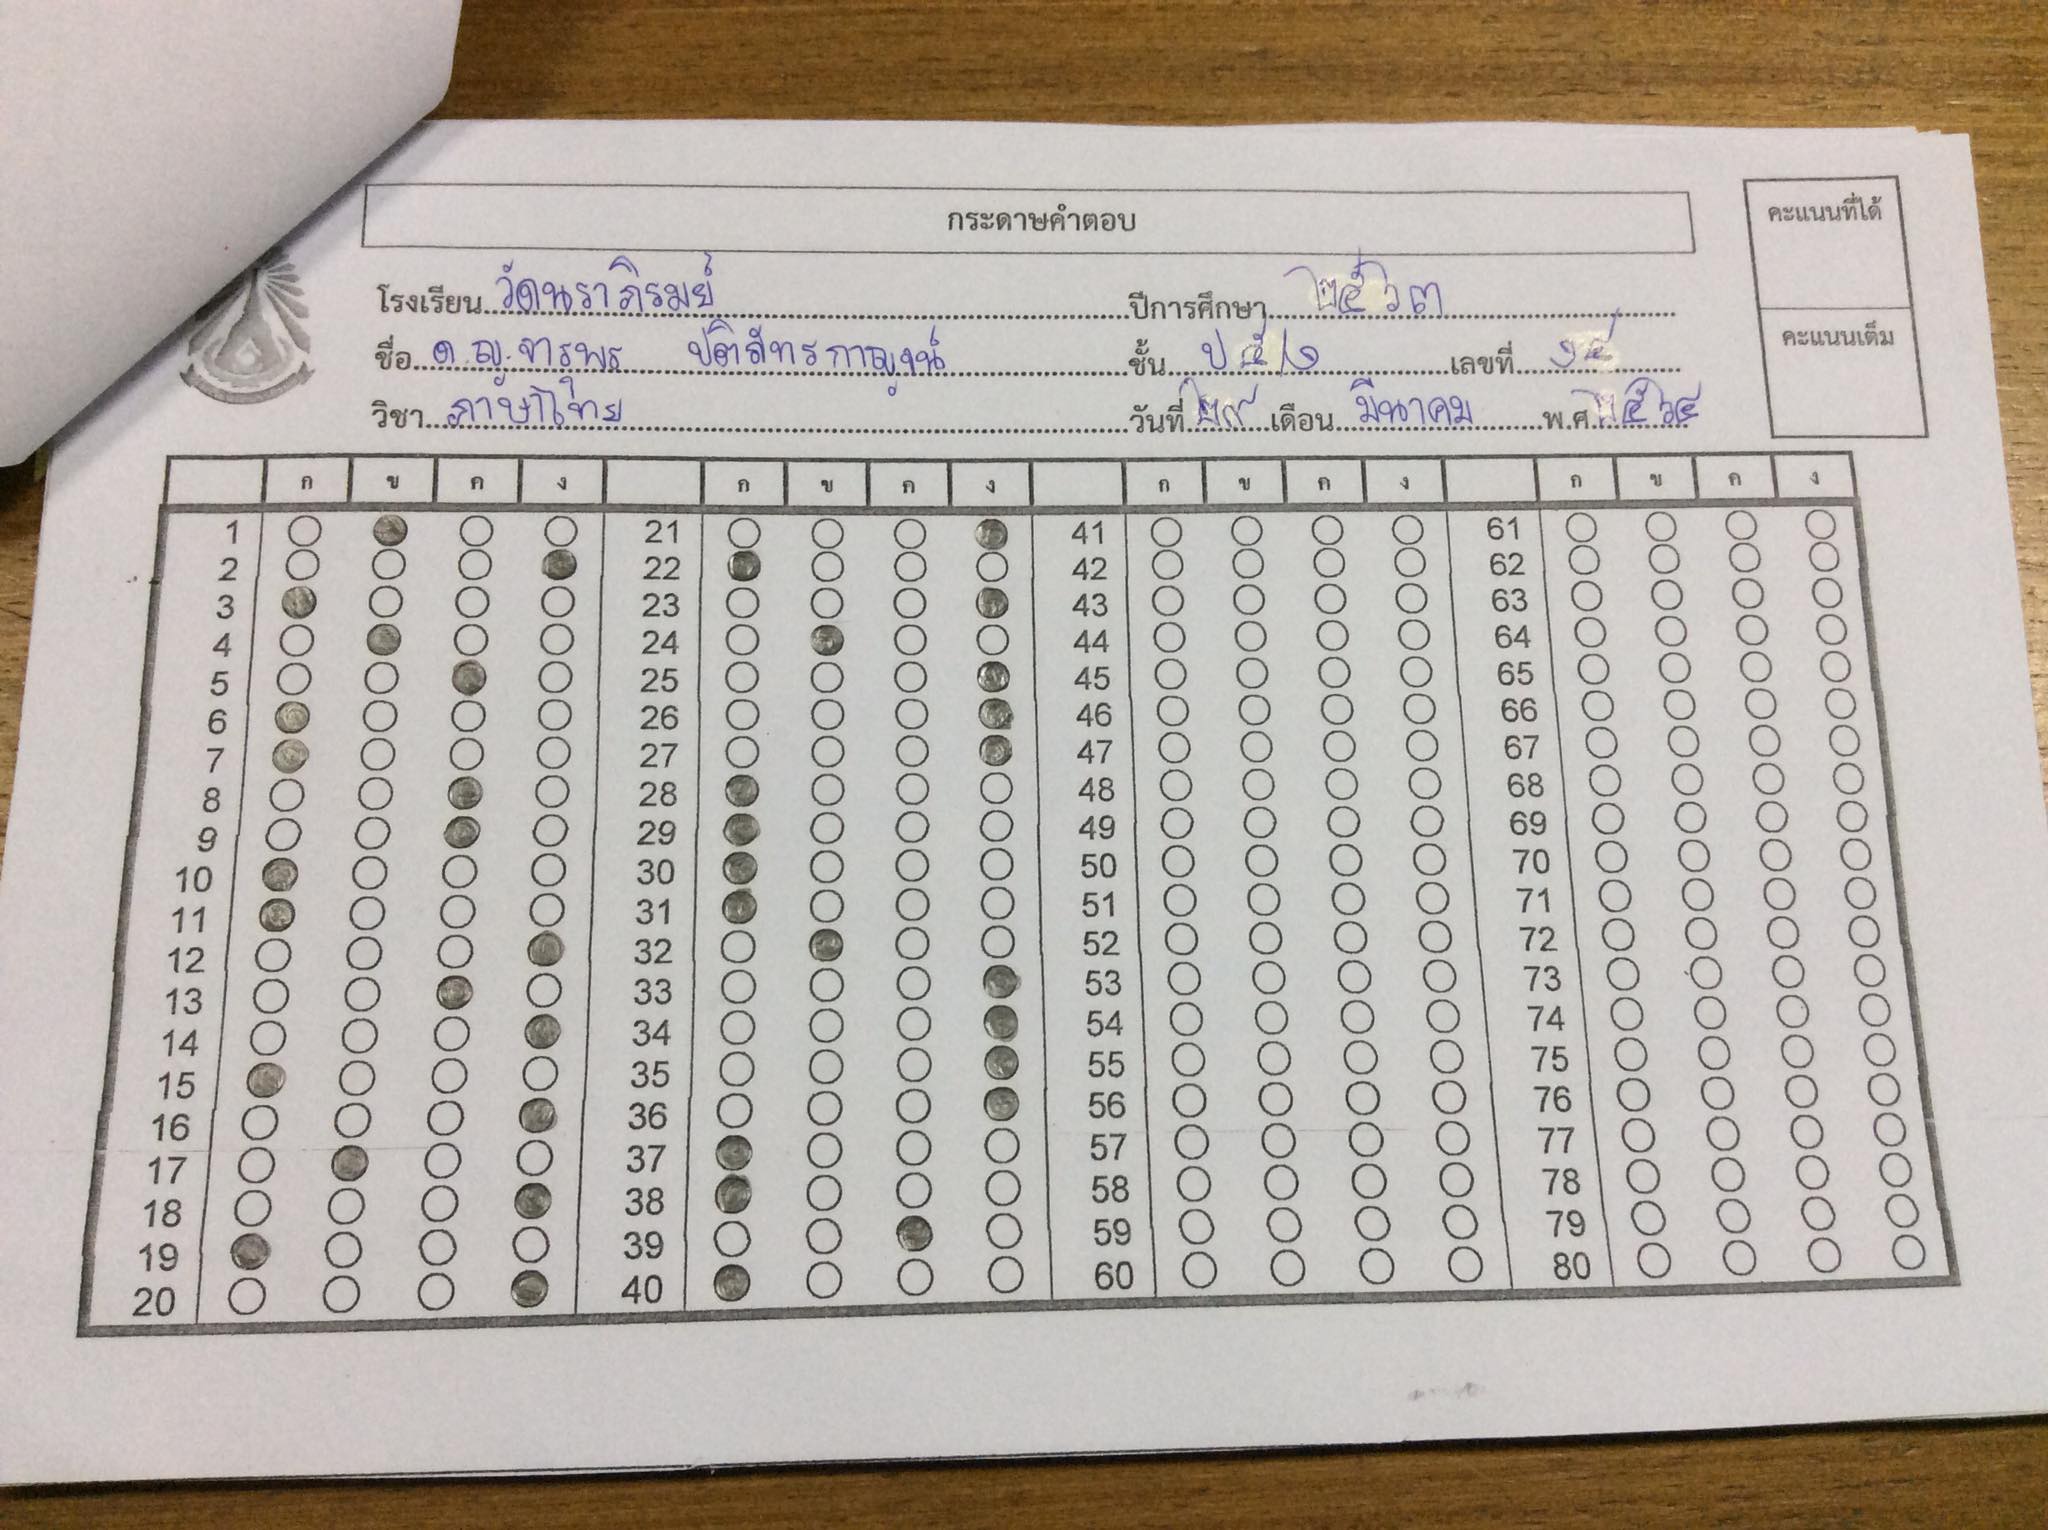 กระดาษคำตอบ
คะแนนที่ได้
คะแนนเต็ม
โรงเรียน วัดนราภิรมย์ ปีการศึกษา ๒๕๖๓
ชื่อ ด.ญ.จารุพร ปติสัทรกาญจน์ ชั้น ป ๕/๑ เลขที่ ๑๕
วิชา ภาษาไทย วันที่ ๒๙ เดือน มีนาคม พ.ศ. ๒๕๖๔
ก ข ค ง ก ข ค ง ก ข ค ง ก ข ค ง
1 21 41 61
2 22 42 62
3 23 43 63
4 24 44 64
5 25 45 65
6 26 46 66
7 27 47 67
8 28 48 68
9 29 49 69
10 30 50 70
11 31 51 71
12 32 52 72
13 33 53 73
14 34 54 74
15 35 55 75
16 36 56 76
17 37 57 77
18 38 58 78
19 39 59 79
20 40 60 80